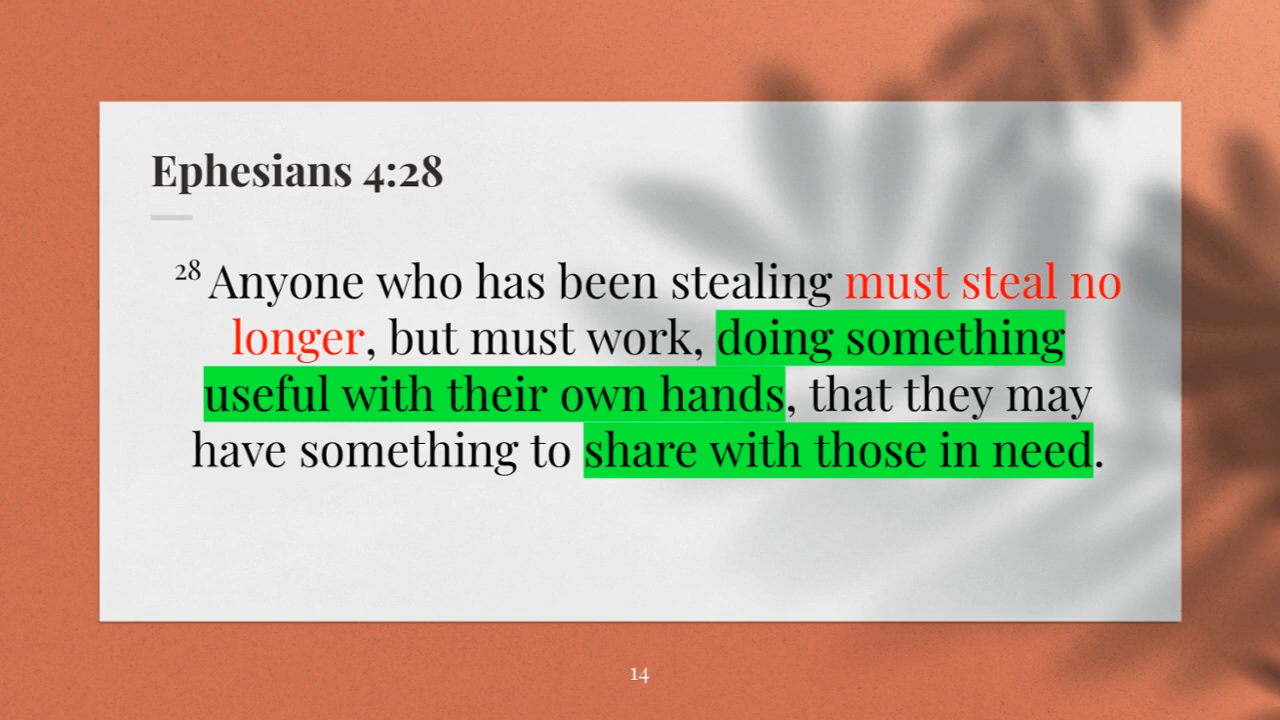 Ephesians 4:28
28 Anyone who has been stealing must steal no
longer, but must work, doing something
useful with their own hands, that they may
have something to share with those in need.
14